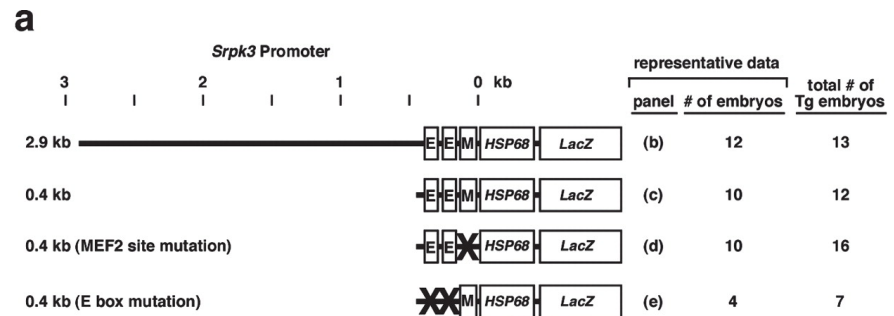 a
Srpk3 Promoter
representative data
3 2 1 0 kb
total # of
panel # of embryos Tg embryos
2.9 kb E E M HSP68 LacZ (b) 12 13
0.4 kb E E M HSP68 LacZ (c) 10 12
0.4 kb (MEF2 site mutation) E E X HSP68 LacZ (d) 10 16
0.4 kb (E box mutation) X X M HSP68 LacZ (e) 4 7